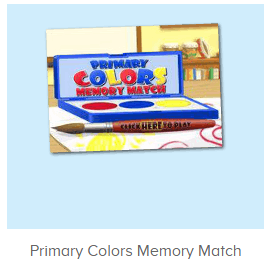 PRIMARY
COLORS
MEMORY MATCH
CLICK HERE TO PLAY
Primary Colors Memory Match